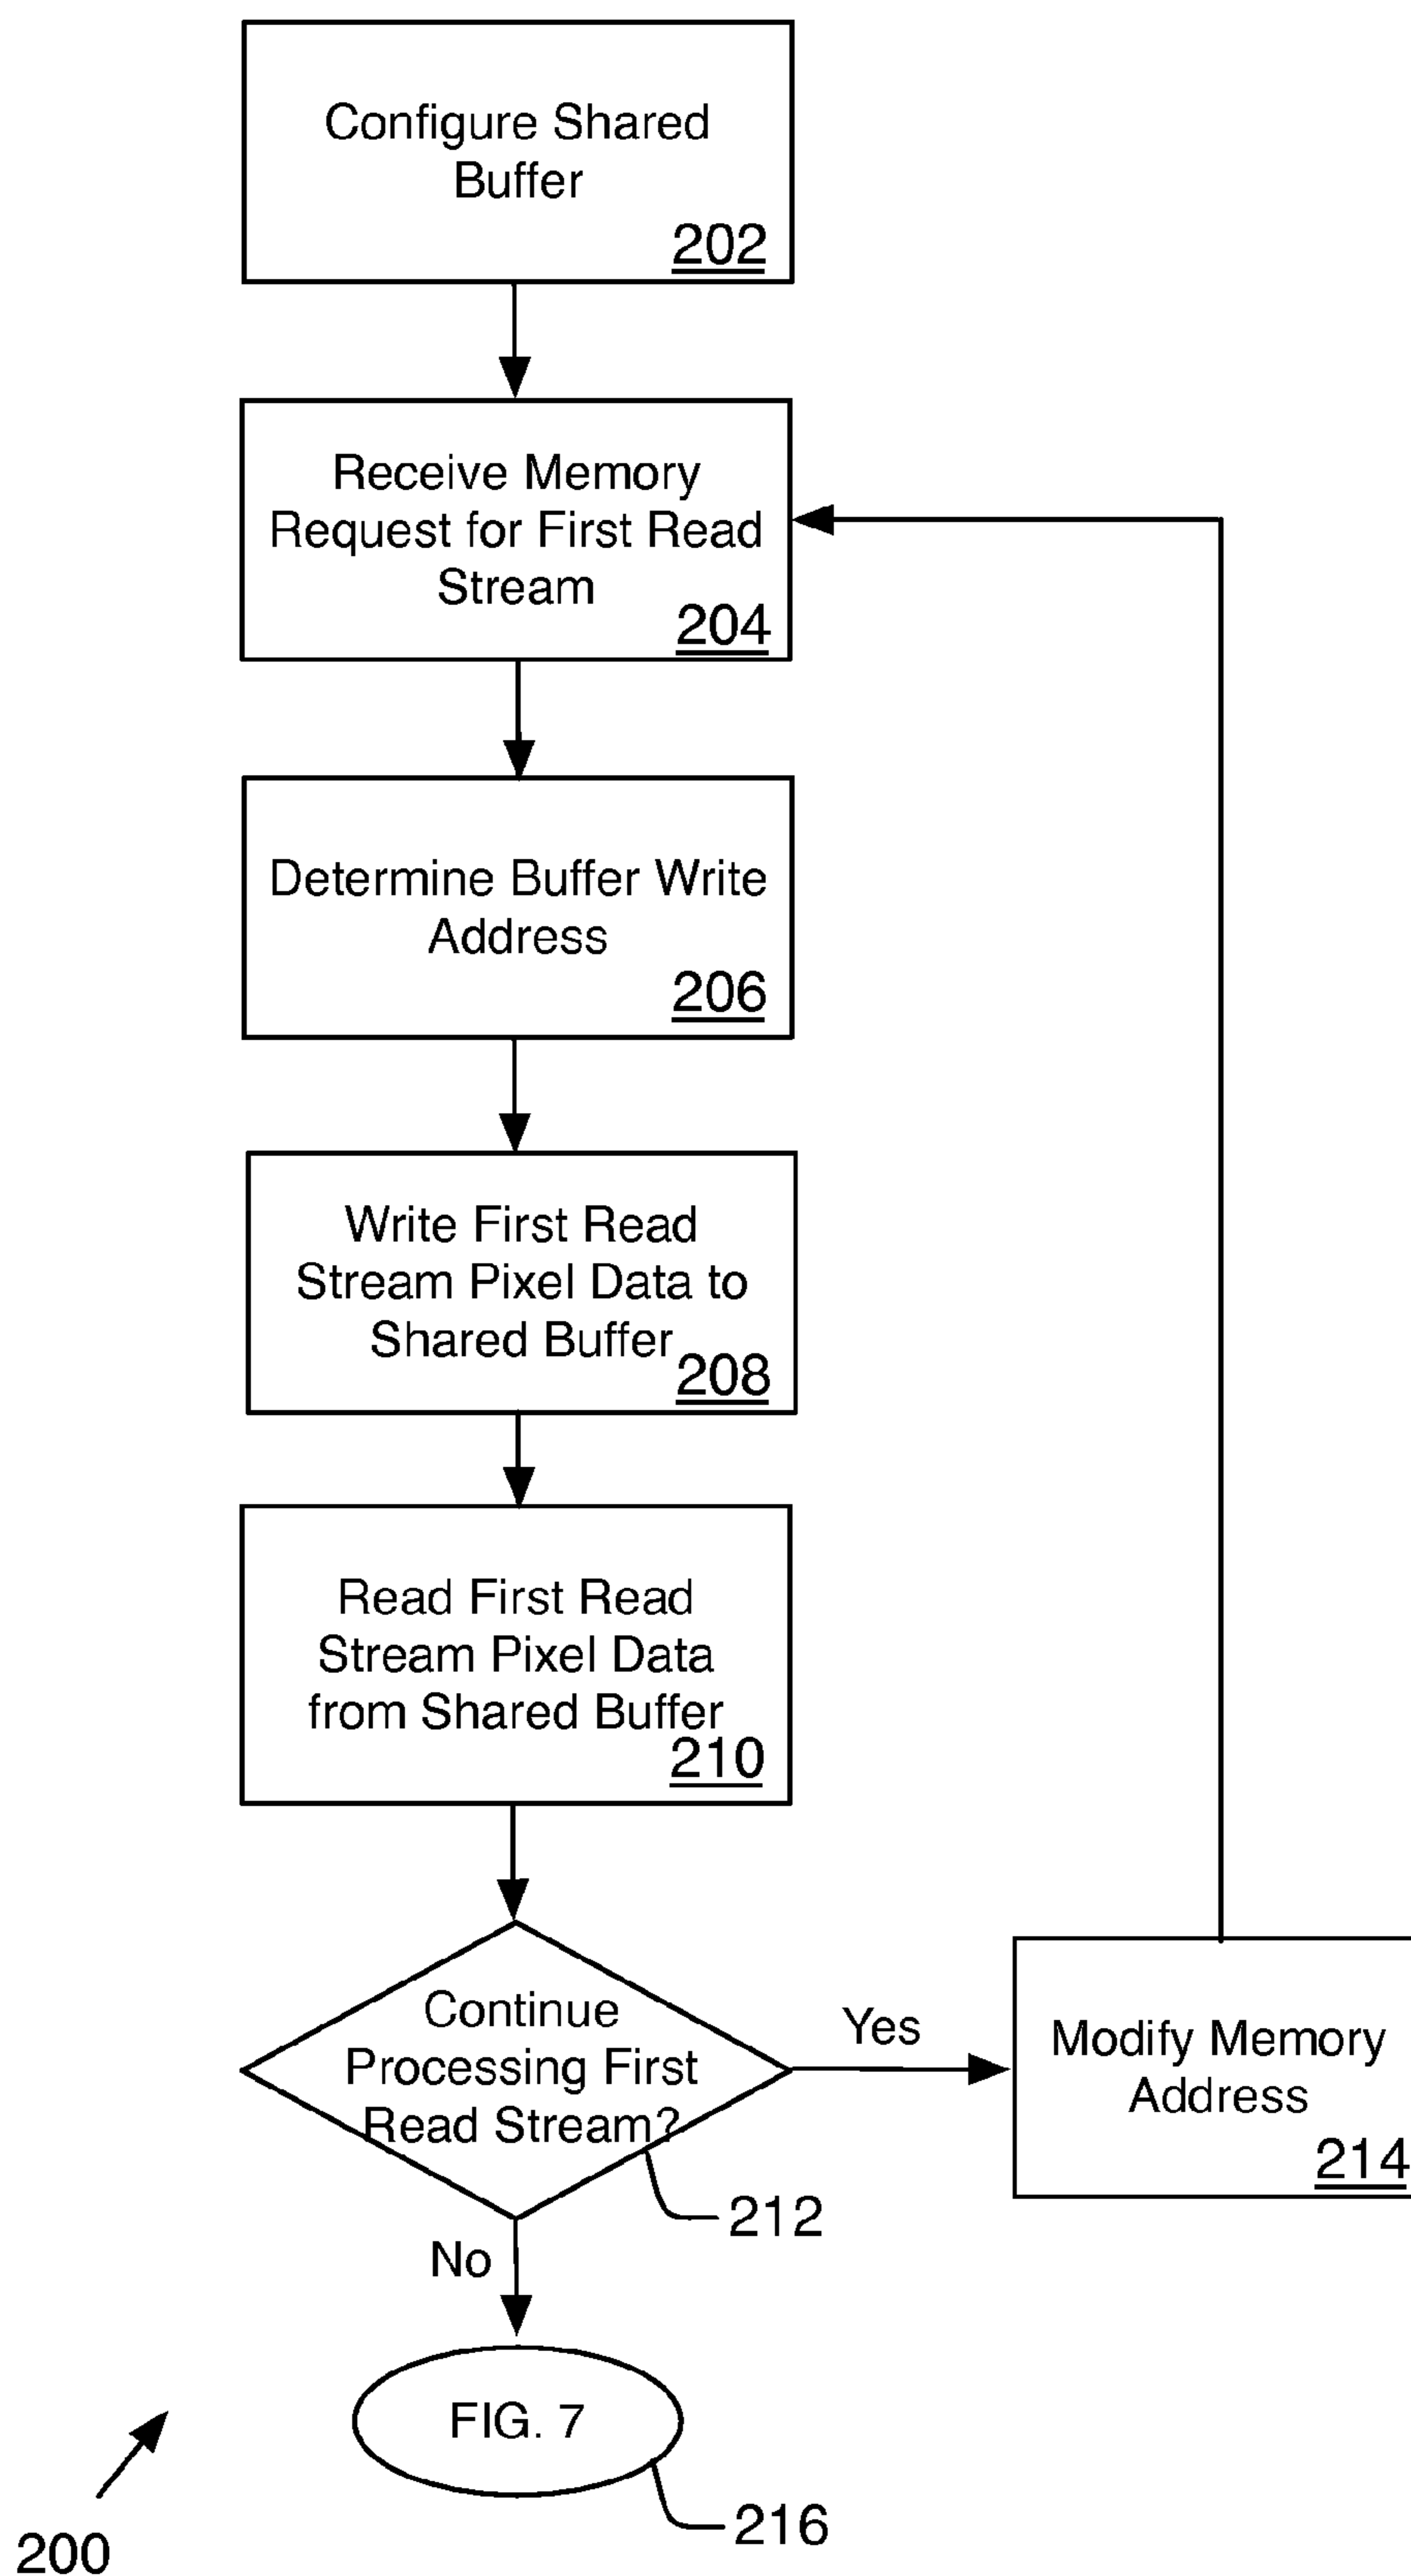 Configure Shared
Buffer
202
Receive Memory
Request for First Read
Stream
204
Determine Buffer Write
Address
206
Write First Read
Stream Pixel Data to
Shared Buffer
208
Read First Read
Stream Pixel Data
from Shared Buffer
210
Continue
Processing First
Read Stream?
212
Yes
Modify Memory
Address
214
No
FIG. 7
216
200